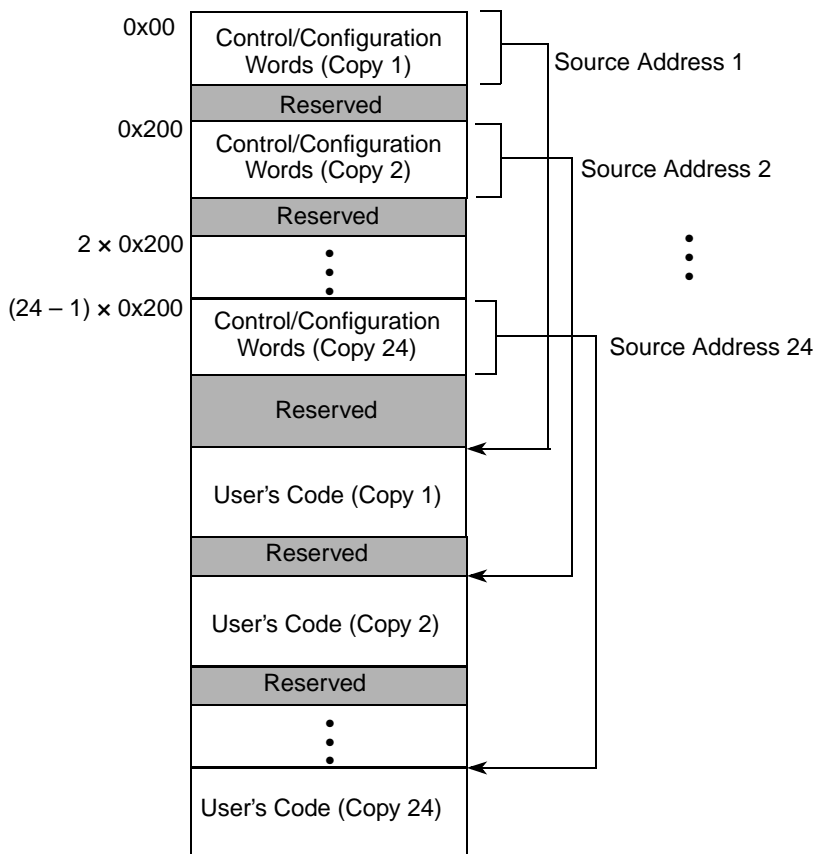 0x00
Control/Configuration
Words (Copy 1)
Source Address 1
Reserved
0x200
Control/Configuration
Words (Copy 2)
Source Address 2
Reserved
2 × 0x200
(24 – 1) × 0x200
Control/Configuration
Words (Copy 24)
Source Address 24
Reserved
User's Code (Copy 1)
Reserved
User's Code (Copy 2)
Reserved
User's Code (Copy 24)